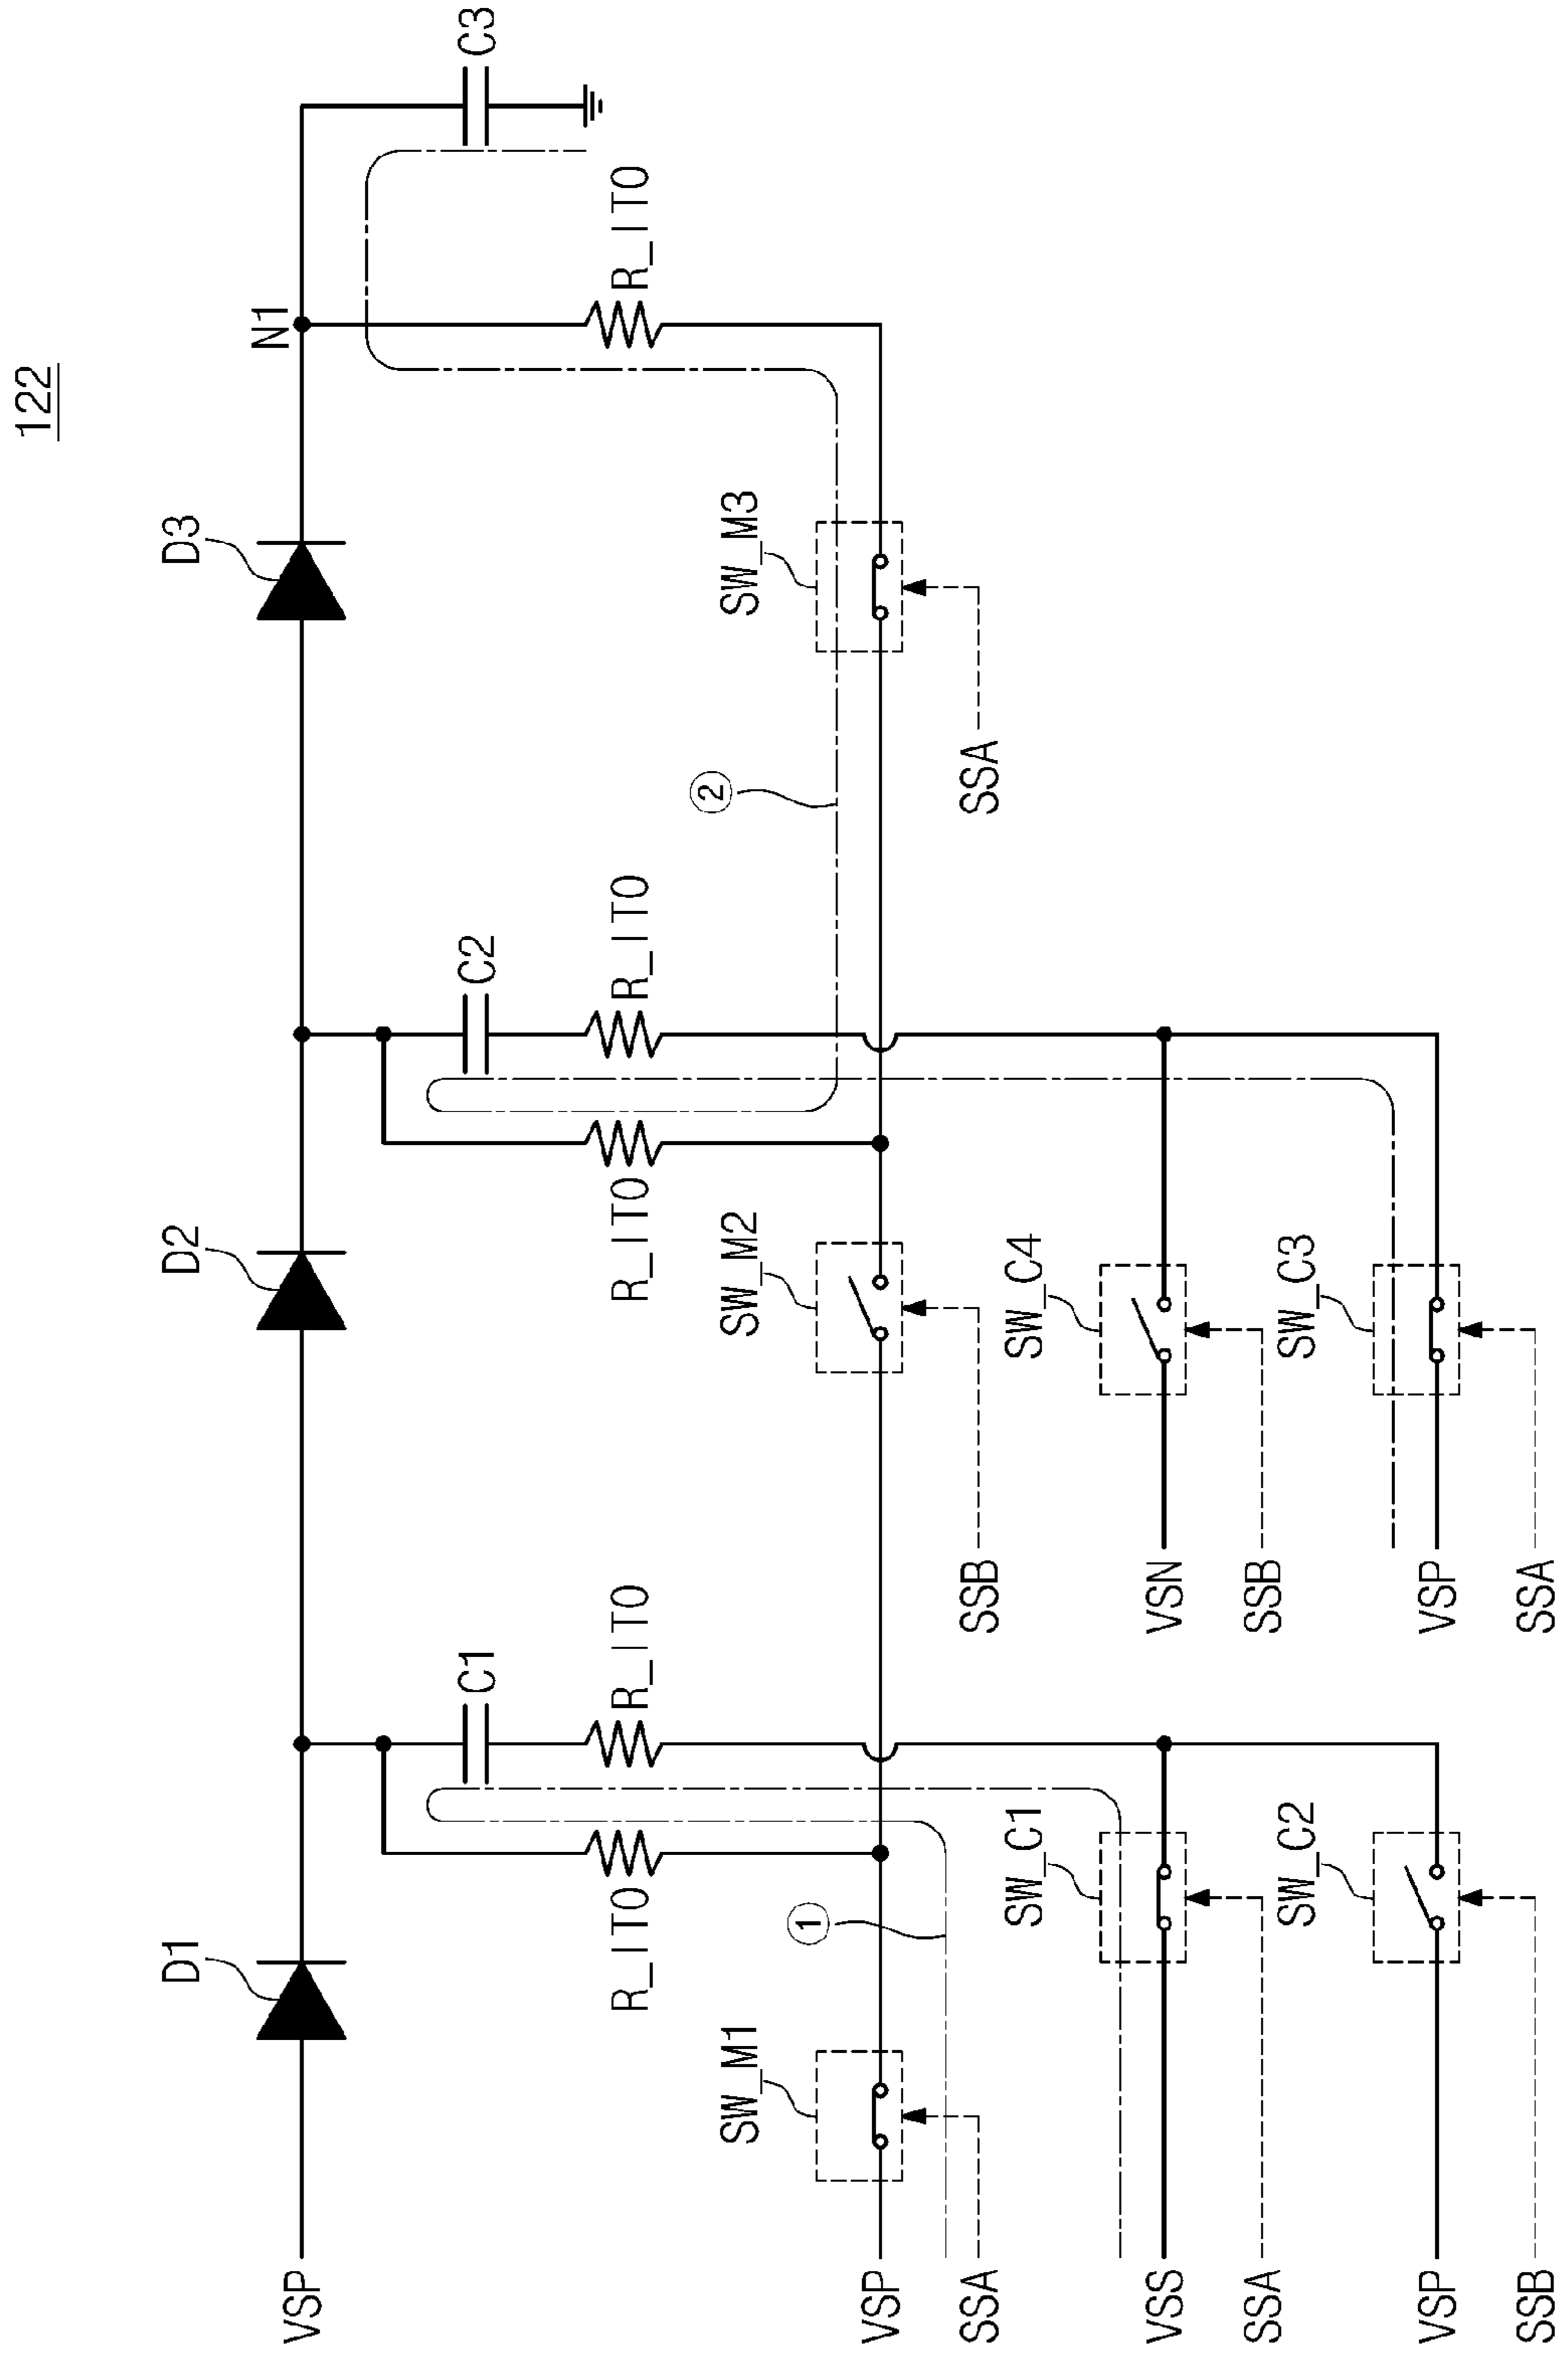 122
D1
D2
D3
N1
VSP
C1
C2
C3
R_ITO
R_ITO
R_ITO
R_ITO
R_ITO
SW_M1
SW_M2
SW_M3
①
②
VSP
SSA
SSB
SSA
SW_C1
SW_C4
VSS
SSA
VSN
SSB
SW_C2
SW_C3
VSP
SSB
VSP
SSA